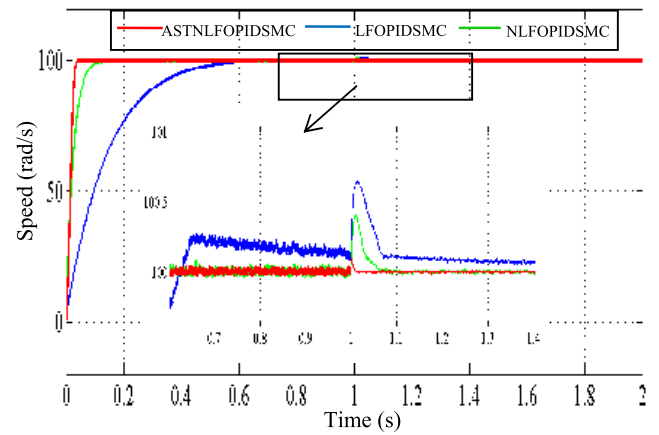 ASTNLFOPIDSMC LFOPIDSMC NLFOPIDSMC
100
101
Speed (rad/s)
50
100.5
100
0.7 0.8 0.9 1 1.1 1.2 1.3 1.4
0
0 0.2 0.4 0.6 0.8 1 1.2 1.4 1.6 1.8 2
Time (s)